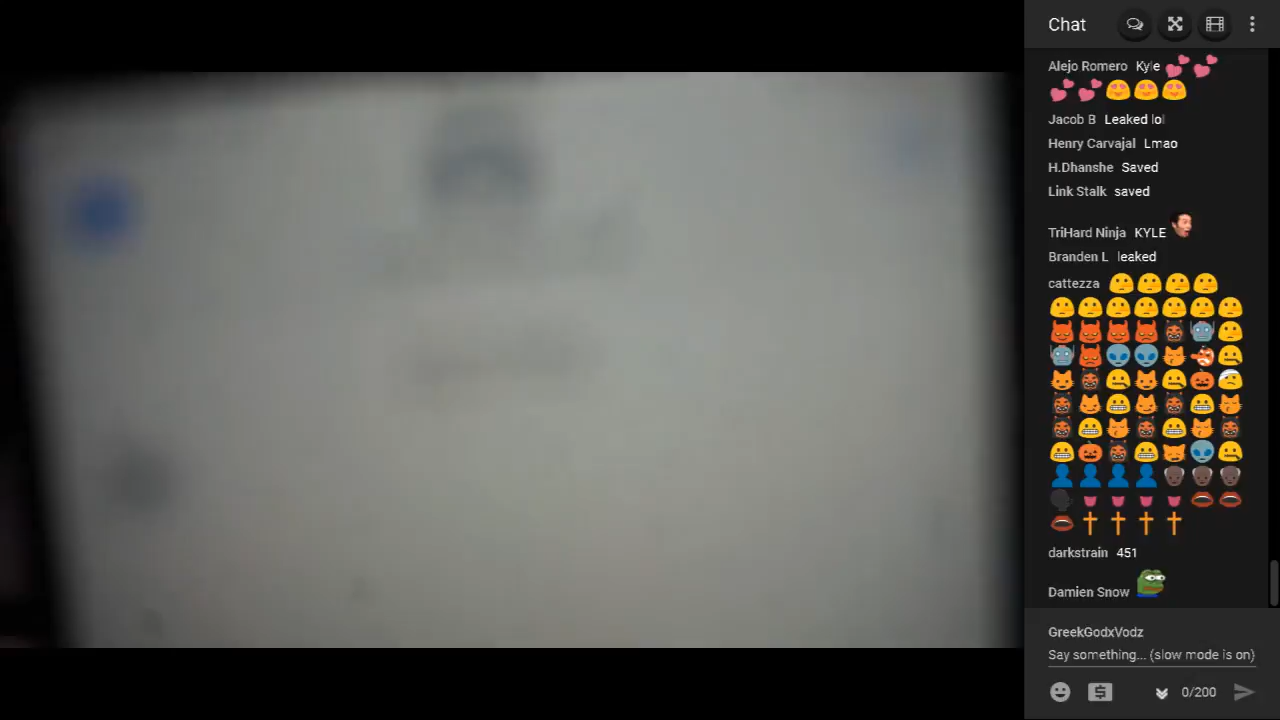 Chat
Alejo Romero Kyle
Jacob B Leaked lol
Henry Carvajal Lmao
H.Dhanshe Saved
Link Stalk saved
TriHard Ninja KYLE
Branden L leaked
cattezza
darkstrain 451
Damien Snow
GreekGodxVodz
Say something... (slow mode is on)
0/200